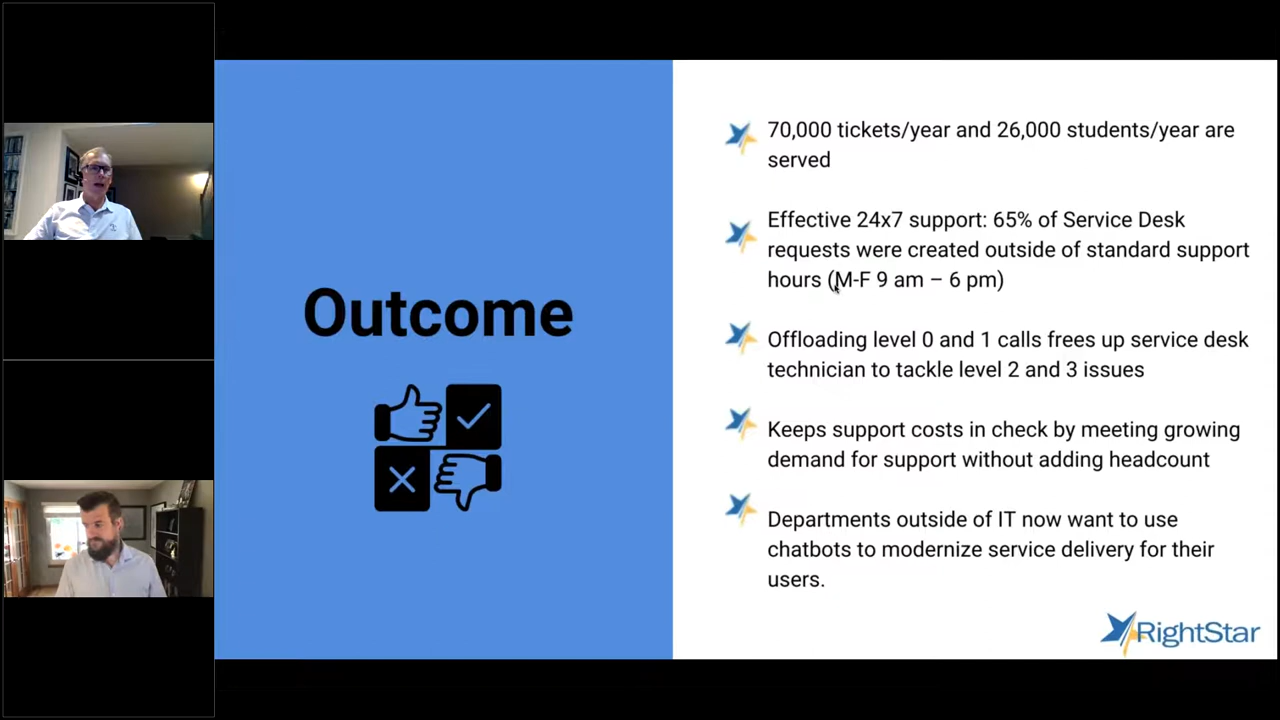 Outcome
70,000 tickets/year and 26,000 students/year are
served
Effective 24x7 support: 65% of Service Desk
requests were created outside of standard support
hours (M-F 9 am – 6 pm)
Offloading level 0 and 1 calls frees up service desk
technician to tackle level 2 and 3 issues
Keeps support costs in check by meeting growing
demand for support without adding headcount
Departments outside of IT now want to use
chatbots to modernize service delivery for their
users.
RightStar